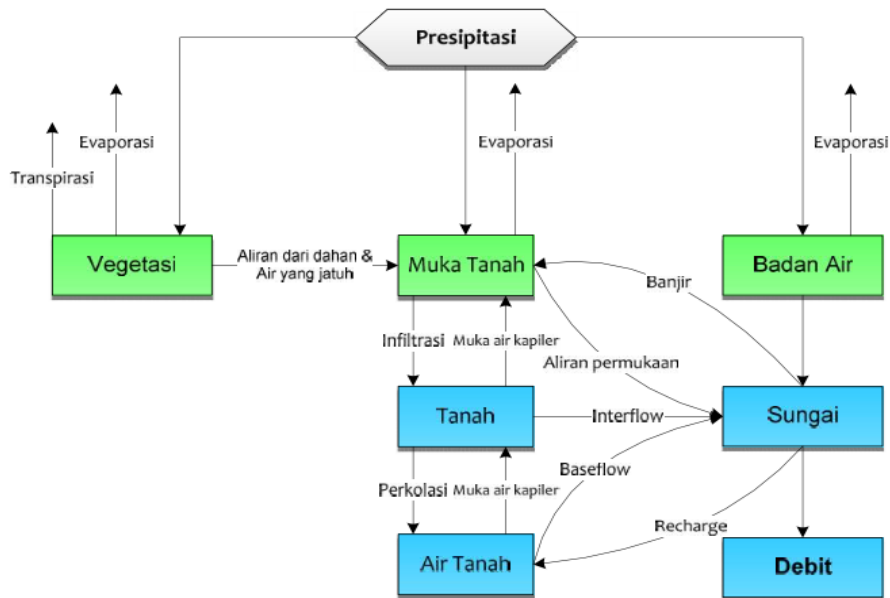 Presipitasi
Evaporasi
Transpirasi
Evaporasi
Evaporasi
Vegetasi
Aliran dari dahan &
Air yang jatuh
Muka Tanah
Badan Air
Banjir
Infiltrasi
Muka air kapiler
Aliran permukaan
Tanah
Interflow
Sungai
Baseflow
Perkolasi
Muka air kapiler
Recharge
Air Tanah
Debit